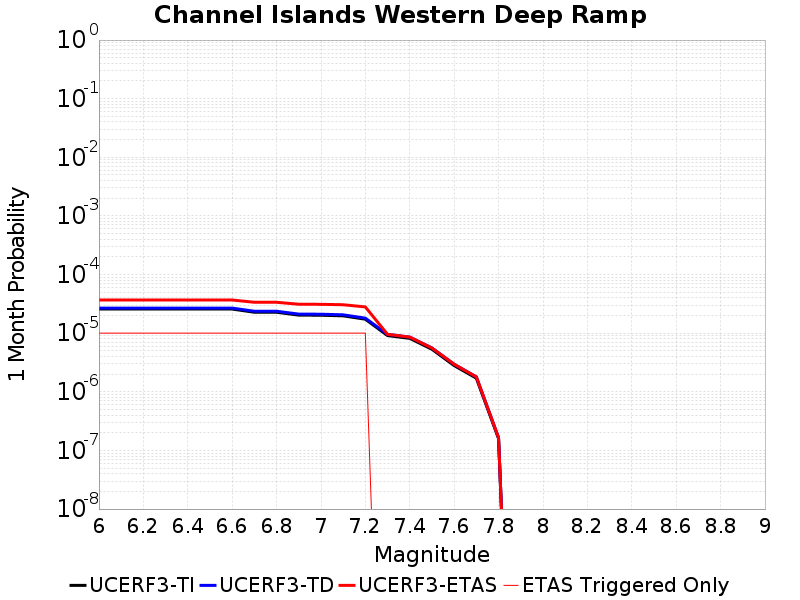 Channel Islands Western Deep Ramp
1 Month Probability
10^0
10^-1
10^-2
10^-3
10^-4
10^-5
10^-6
10^-7
10^-8
6 6.2 6.4 6.6 6.8 7 7.2 7.4 7.6 7.8 8 8.2 8.4 8.6 8.8 9
Magnitude
UCERF3-TI UCERF3-TD UCERF3-ETAS ETAS Triggered Only